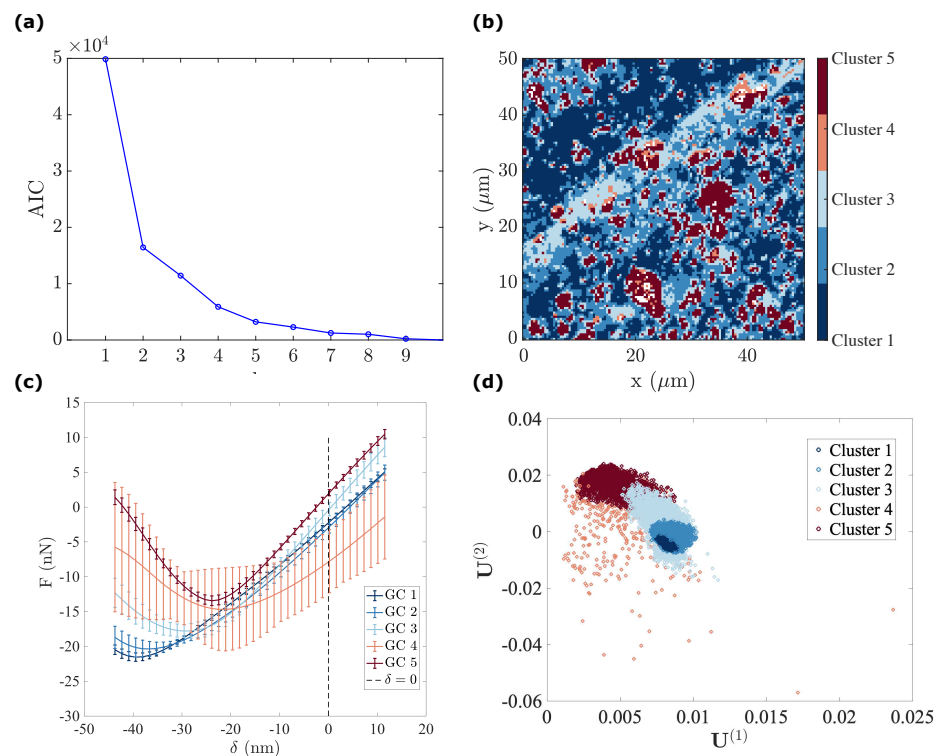 (a)
×10^4
5
4
3
2
1
0
AIC
1 2 3 4 5 6 7 8 9
(b)
50
40
30
20
10
0
y (μm)
0 20 40
x (μm)
Cluster 5
Cluster 4
Cluster 3
Cluster 2
Cluster 1
(c)
15
10
5
0
-5
-10
-15
-20
-25
-30
F (nN)
-50 -40 -30 -20 -10 0 10 20
δ (nm)
GC 1
GC 2
GC 3
GC 4
GC 5
δ = 0
(d)
0.04
0.02
0
-0.02
-0.04
-0.06
U^(2)
0 0.005 0.01 0.015 0.02 0.025
U^(1)
Cluster 1
Cluster 2
Cluster 3
Cluster 4
Cluster 5